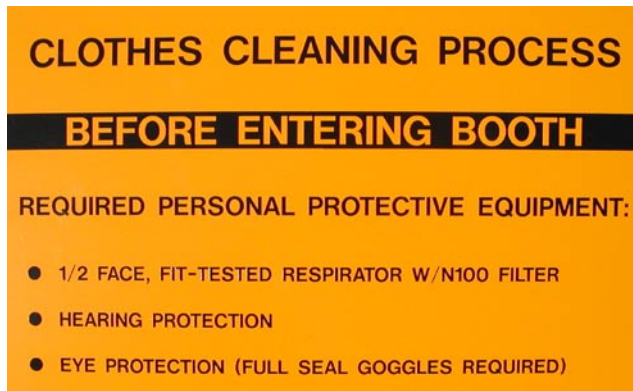 CLOTHES CLEANING PROCESS
BEFORE ENTERING BOOTH
REQUIRED PERSONAL PROTECTIVE EQUIPMENT:
● 1/2 FACE, FIT-TESTED RESPIRATOR W/N100 FILTER
● HEARING PROTECTION
● EYE PROTECTION (FULL SEAL GOGGLES REQUIRED)